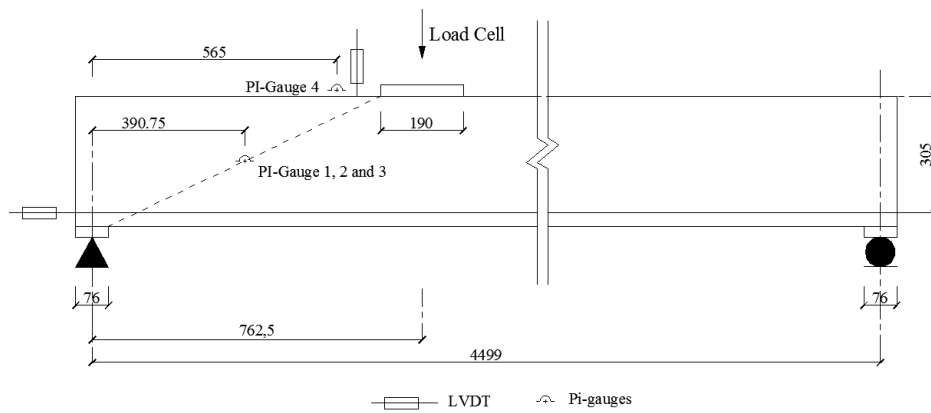 Load Cell
565
PI-Gauge 4
390.75
190
PI-Gauge 1, 2 and 3
305
76
76
762,5
4499
LVDT
Pi-gauges